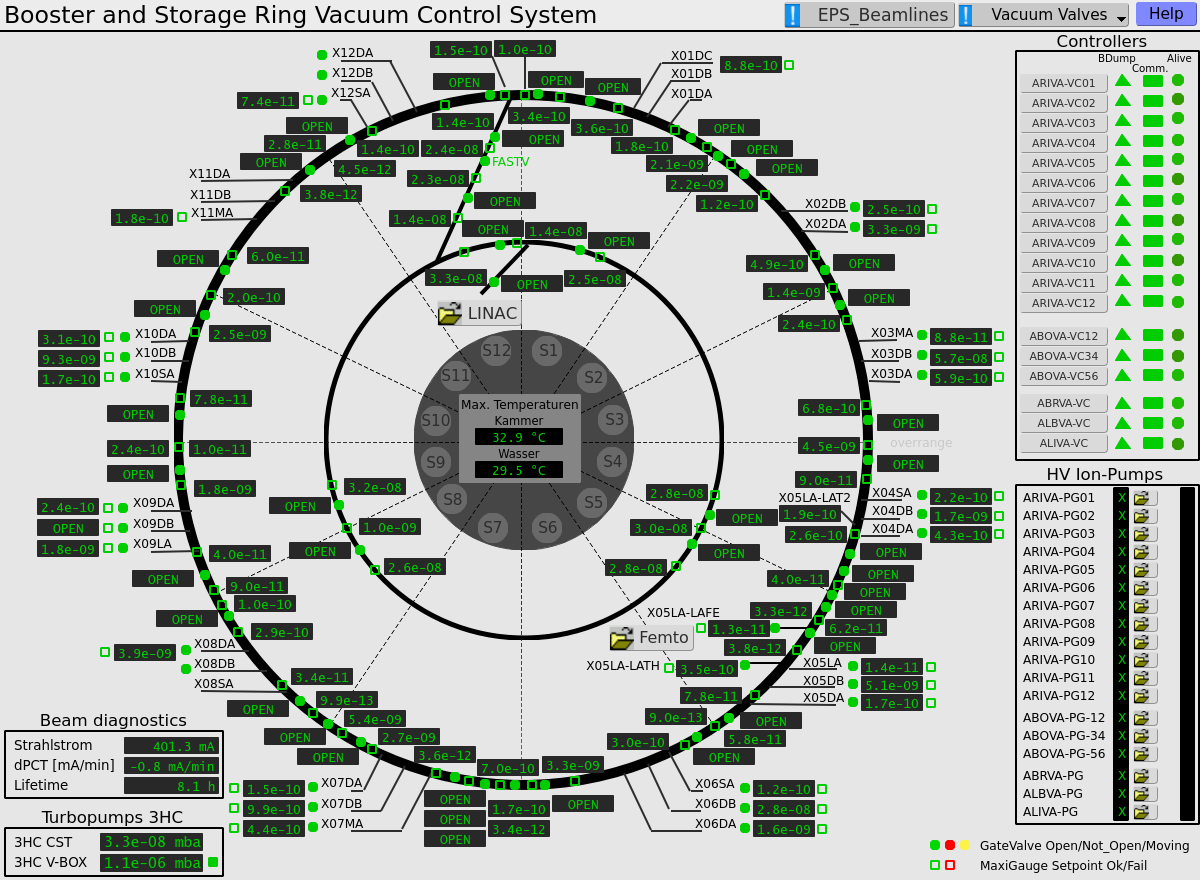 Booster and Storage Ring Vacuum Control System
EPS_Beamlines
Vacuum Valves
Help
X12DA
X12DB
X12SA
7.4e-11
1.5e-10 1.0e-10
OPEN OPEN OPEN
X01DC 8.8e-10
X01DB
X01DA
OPEN 1.4e-10 3.4e-10 3.6e-10 OPEN
2.8e-11 1.4e-10 2.4e-08 OPEN 1.8e-10 OPEN
OPEN 4.5e-12 FASTV 2.1e-09 OPEN
X11DA 2.3e-08 2.2e-09
X11DB 3.8e-12 OPEN 1.2e-10
1.8e-10 X11MA 1.4e-08
X02DB 2.5e-10
X02DA 3.3e-09
OPEN 1.4e-08 OPEN
OPEN 6.0e-11 4.9e-10 OPEN
3.3e-08 OPEN 2.5e-08
2.0e-10 1.4e-09 OPEN
OPEN LINAC 2.4e-10
3.1e-10 X10DA 2.5e-09
9.3e-09 X10DB
1.7e-10 X10SA
X03MA 8.8e-11
X03DB 5.7e-08
X03DA 5.9e-10
S12 S1
S11 S2
S10 S3
S9 S4
S8 S5
S7 S6
Max. Temperaturen
Kammer
32.9 °C
Wasser
29.5 °C
7.8e-11 6.8e-10
OPEN OPEN
2.4e-10 1.0e-11 4.5e-09 overrange
OPEN OPEN
1.8e-09 3.2e-08 2.8e-08 9.0e-11
2.4e-10 X09DA
OPEN X09DB
1.8e-09 X09LA
OPEN 1.0e-09 OPEN 3.0e-08 OPEN 2.6e-08
X05LA-LAT2 1.9e-10
X04SA 2.2e-10
X04DB 1.7e-09
X04DA 4.3e-10
2.6e-10
4.0e-11 OPEN OPEN 2.8e-08 OPEN
OPEN 9.0e-11 4.0e-11 OPEN
1.0e-10 OPEN
OPEN 3.3e-12 OPEN
2.9e-10 X05LA-LAFE 1.3e-11 6.2e-11
Femto 3.8e-12 OPEN
3.9e-09 X08DA
X08DB
X08SA
X05LA-LATH 3.5e-10
X05LA 1.4e-11
X05DB 5.1e-09
X05DA 1.7e-10
3.4e-11 7.8e-11
OPEN 9.9e-13 9.0e-13 OPEN
OPEN 5.4e-09 5.8e-11
OPEN 2.7e-09 3.0e-10 OPEN
3.6e-12 7.0e-10 3.3e-09
1.5e-10 X07DA
9.9e-10 X07DB
4.4e-10 X07MA
OPEN 1.7e-10 OPEN
OPEN 3.4e-12
OPEN
X06SA 1.2e-10
X06DB 2.8e-08
X06DA 1.6e-09
Beam diagnostics
Strahlstrom 401.3 mA
dPCT [mA/min] -0.8 mA/min
Lifetime 8.1 h
Turbopumps 3HC
3HC CST 3.3e-08 mba
3HC V-BOX 1.1e-06 mba
Controllers
BDump Comm. Alive
ARIVA-VC01
ARIVA-VC02
ARIVA-VC03
ARIVA-VC04
ARIVA-VC05
ARIVA-VC06
ARIVA-VC07
ARIVA-VC08
ARIVA-VC09
ARIVA-VC10
ARIVA-VC11
ARIVA-VC12
ABOVA-VC12
ABOVA-VC34
ABOVA-VC56
ABRVA-VC
ALBVA-VC
ALIVA-VC
HV Ion-Pumps
ARIVA-PG01 X
ARIVA-PG02 X
ARIVA-PG03 X
ARIVA-PG04 X
ARIVA-PG05 X
ARIVA-PG06 X
ARIVA-PG07 X
ARIVA-PG08 X
ARIVA-PG09 X
ARIVA-PG10 X
ARIVA-PG11 X
ARIVA-PG12 X
ABOVA-PG-12 X
ABOVA-PG-34 X
ABOVA-PG-56 X
ABRVA-PG X
ALBVA-PG X
ALIVA-PG X
GateValve Open/Not_Open/Moving
MaxiGauge Setpoint Ok/Fail